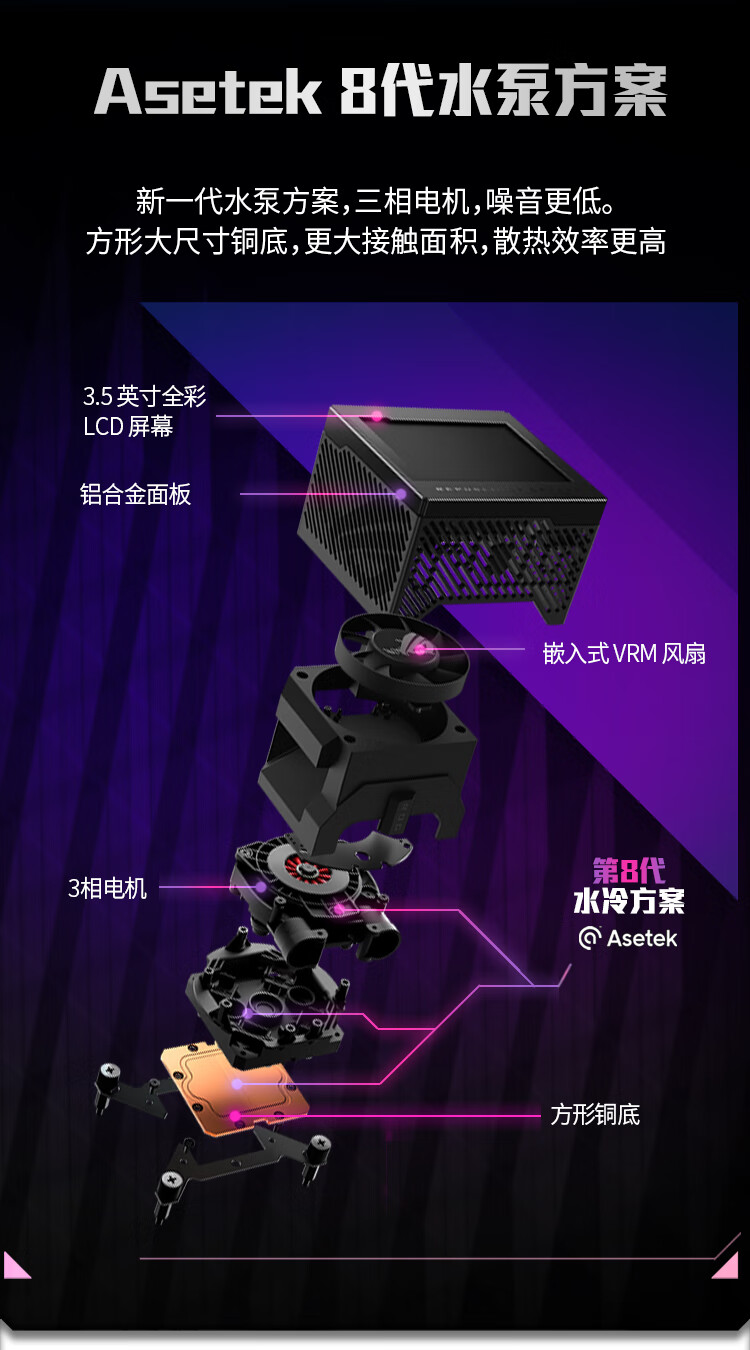 Asetek 8代水泵方案
新一代水泵方案,三相电机,噪音更低。
方形大尺寸铜底,更大接触面积,散热效率更高
3.5英寸全彩
LCD 屏幕
铝合金面板
嵌入式 VRM 风扇
第8代
水冷方案
Asetek
3相电机
方形铜底